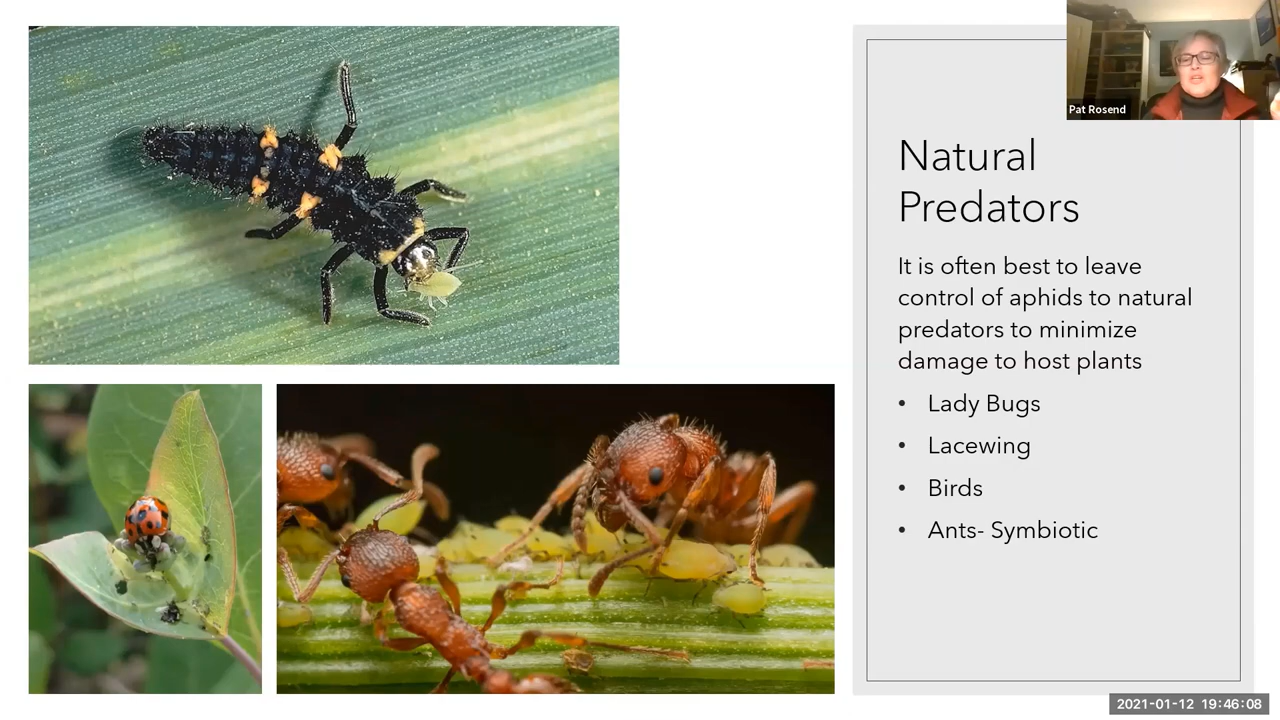 Pat Rosend
Natural
Predators
It is often best to leave
control of aphids to natural
predators to minimize
damage to host plants
• Lady Bugs
• Lacewing
• Birds
• Ants- Symbiotic
2021-01-12 19:46:08